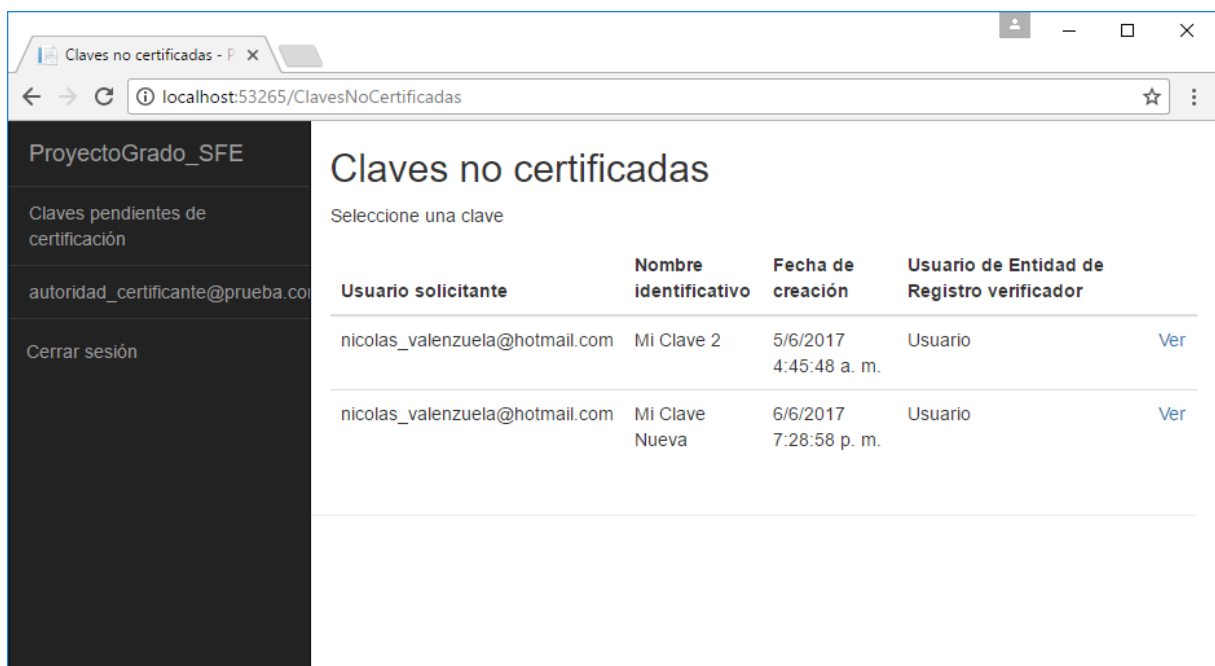 Claves no certificadas - P
localhost:53265/ClavesNoCertificadas
ProyectoGrado_SFE
Claves pendientes de
certificación
autoridad_certificante@prueba.co
Cerrar sesión
Claves no certificadas
Seleccione una clave
Usuario solicitante
Nombre
identificativo
Fecha de
creación
Usuario de Entidad de
Registro verificador
nicolas_valenzuela@hotmail.com Mi Clave 2 5/6/2017 Usuario Ver
4:45:48 a. m.
nicolas_valenzuela@hotmail.com Mi Clave 6/6/2017 Usuario Ver
Nueva 7:28:58 p. m.